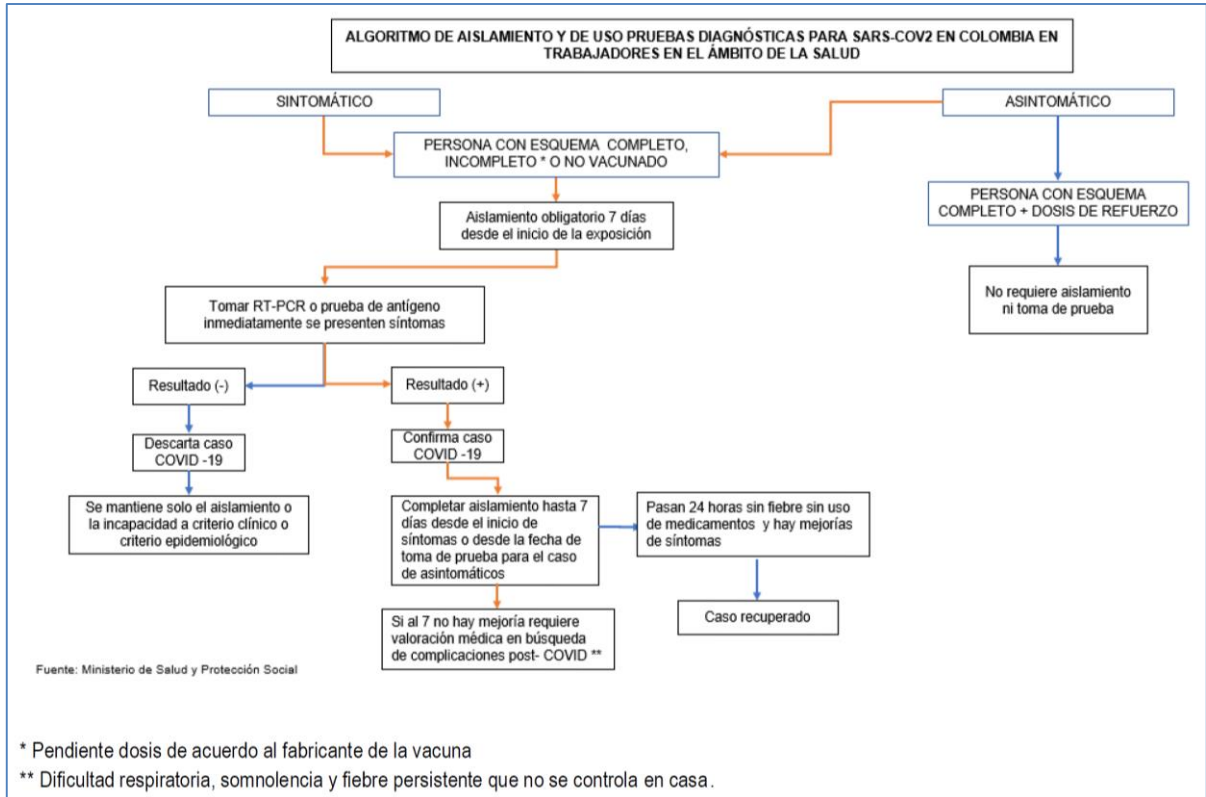 ALGORITMO DE AISLAMIENTO Y DE USO PRUEBAS DIAGNÓSTICAS PARA SARS-COV2 EN COLOMBIA EN
TRABAJADORES EN EL ÁMBITO DE LA SALUD
SINTOMÁTICO
ASINTOMÁTICO
PERSONA CON ESQUEMA COMPLETO,
INCOMPLETO * O NO VACUNADO
PERSONA CON ESQUEMA
COMPLETO + DOSIS DE REFUERZO
Aislamiento obligatorio 7 días
desde el inicio de la exposición
No requiere aislamiento
ni toma de prueba
Tomar RT-PCR o prueba de antígeno
inmediatamente se presenten síntomas
Resultado (-)
Resultado (+)
Descarta caso
COVID -19
Confirma caso
COVID -19
Se mantiene solo el aislamiento o
la incapacidad a criterio clínico o
criterio epidemiológico
Completar aislamiento hasta 7
días desde el inicio de
síntomas o desde la fecha de
toma de prueba para el caso
de asintomáticos
Pasan 24 horas sin fiebre sin uso
de medicamentos y hay mejorías
de síntomas
Caso recuperado
Si al 7 no hay mejoría requiere
valoración médica en búsqueda
de complicaciones post- COVID **
Fuente: Ministerio de Salud y Protección Social
* Pendiente dosis de acuerdo al fabricante de la vacuna
** Dificultad respiratoria, somnolencia y fiebre persistente que no se controla en casa.